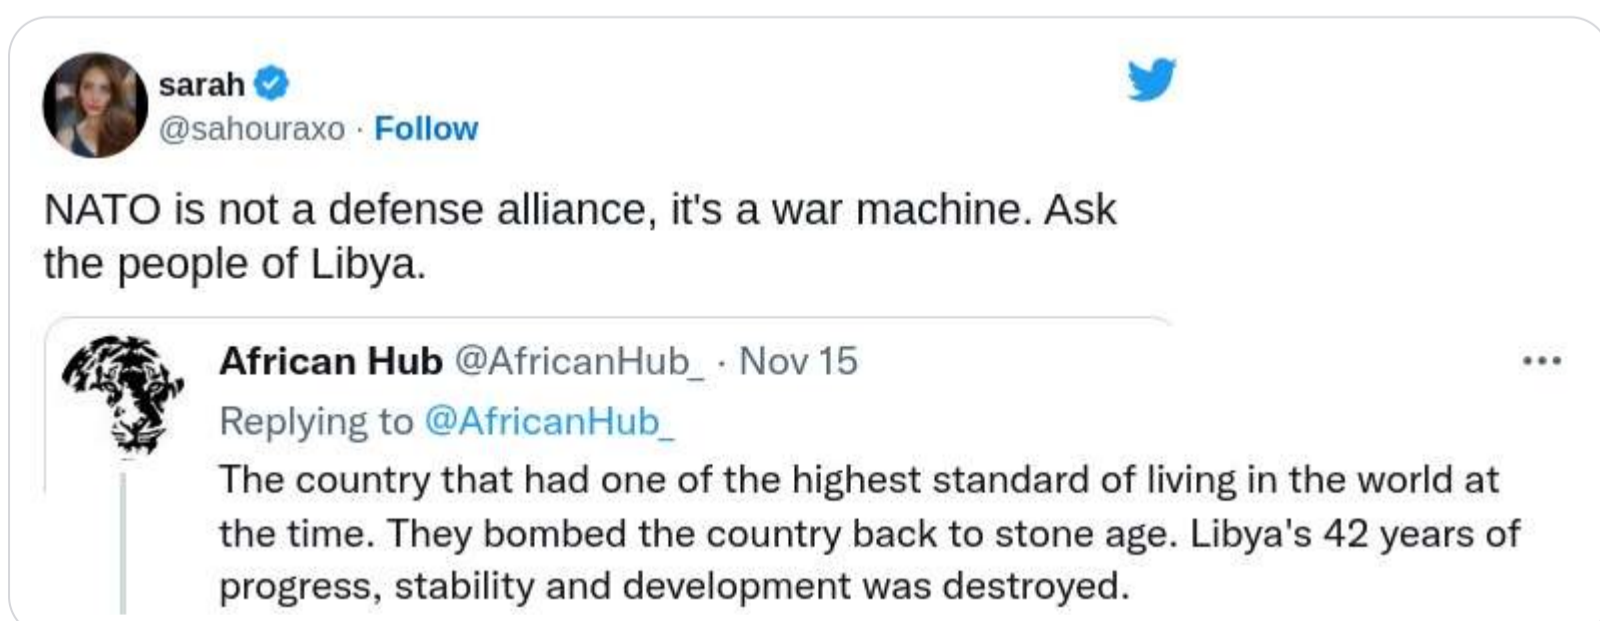 sarah
@sahouraxo · Follow
NATO is not a defense alliance, it's a war machine. Ask
the people of Libya.
African Hub @AfricanHub_ · Nov 15
Replying to @AfricanHub_
The country that had one of the highest standard of living in the world at
the time. They bombed the country back to stone age. Libya's 42 years of
progress, stability and development was destroyed.